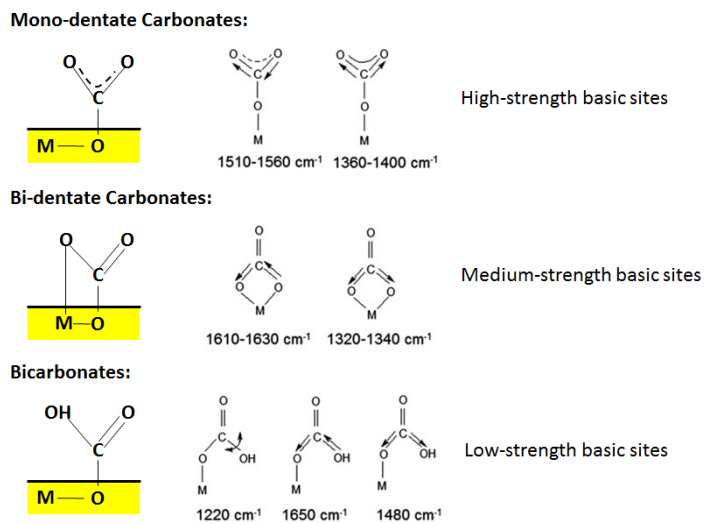 Mono-dentate Carbonates:
O O
C
M O
O O
C
O
M
O O
C
O
M
1510-1560 cm-1 1360-1400 cm-1
High-strength basic sites
Bi-dentate Carbonates:
O O
C
M O
O
C
O O
M
O
C
O O
M
1610-1630 cm-1 1320-1340 cm-1
Medium-strength basic sites
Bicarbonates:
OH O
C
M O
O
C
O OH
M
O
C
O OH
M
O
C
O OH
M
1220 cm-1 1650 cm-1 1480 cm-1
Low-strength basic sites